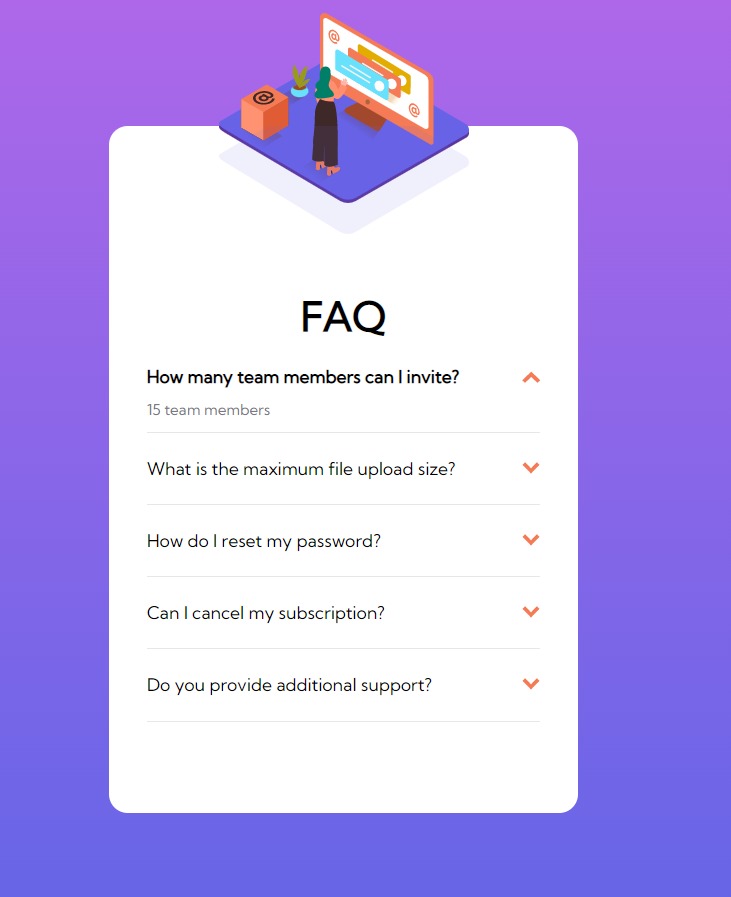 FAQ
How many team members can I invite?
15 team members
What is the maximum file upload size?
How do I reset my password?
Can I cancel my subscription?
Do you provide additional support?